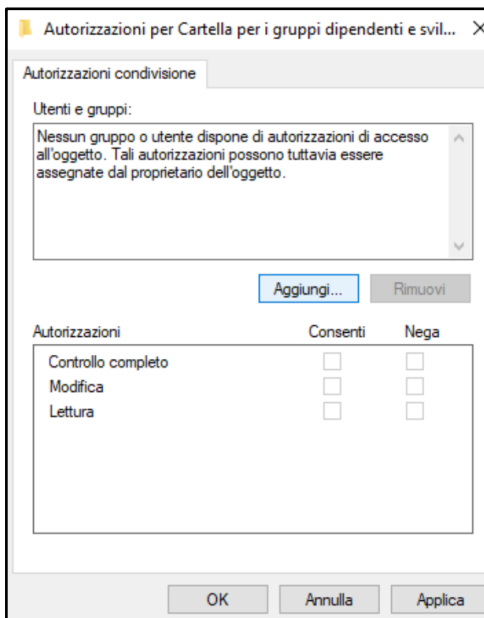 Autorizzazioni per Cartella per i gruppi dipendenti e svil...
Autorizzazioni condivisione
Utenti e gruppi:
Nessun gruppo o utente dispone di autorizzazioni di accesso
all'oggetto. Tali autorizzazioni possono tuttavia essere
assegnate dal proprietario dell'oggetto.
Aggiungi... Rimuovi
Autorizzazioni Consenti Nega
Controllo completo
Modifica
Lettura
OK Annulla Applica